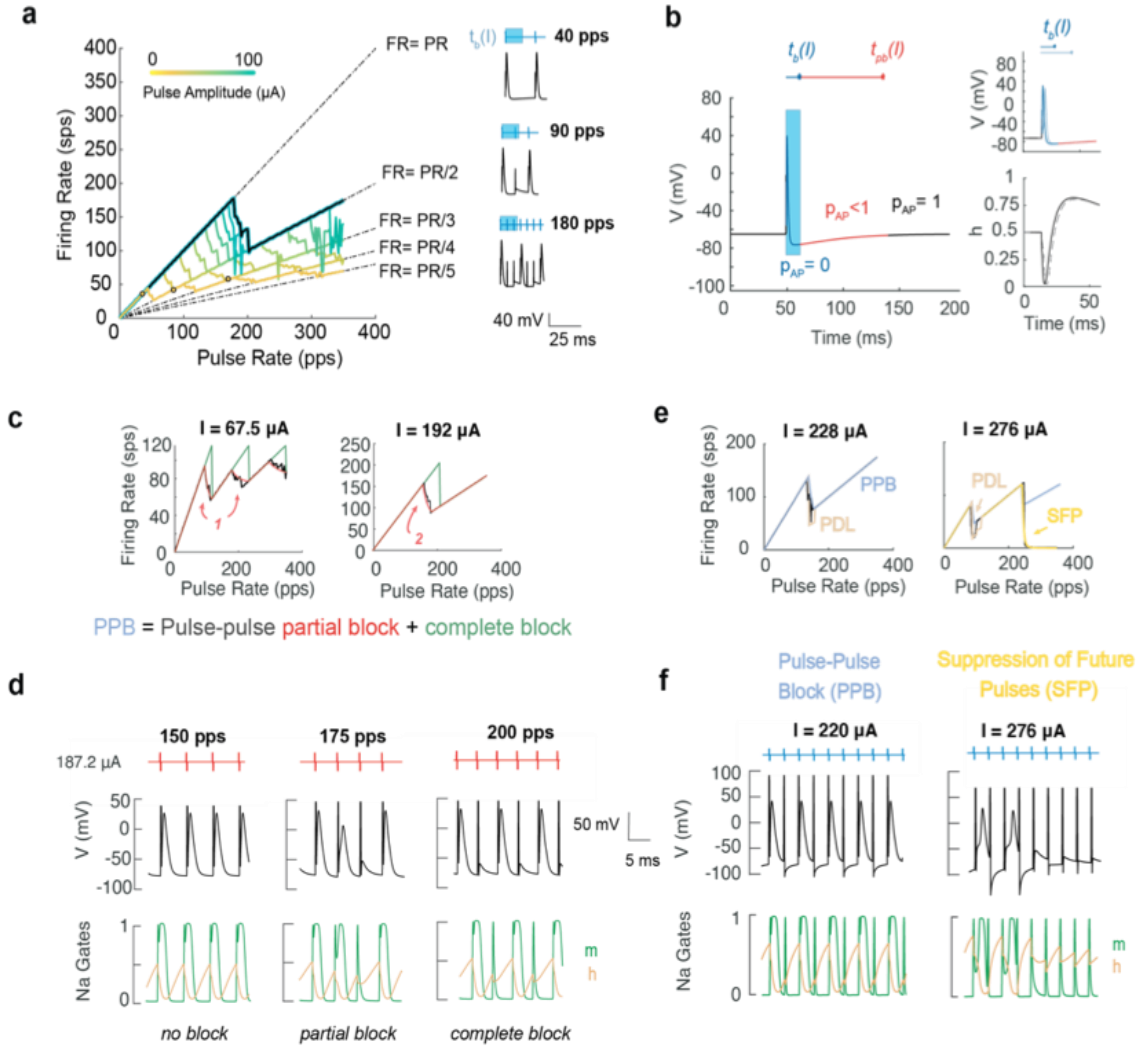 a
400
350
300
250
200
150
100
50
0
Firing Rate (sps)
0 100
Pulse Amplitude (µA)
FR= PR
FR= PR/2
FR= PR/3
FR= PR/4
FR= PR/5
0 100 200 300 400
Pulse Rate (pps)
t_b(I) 40 pps
90 pps
180 pps
40 mV
25 ms
b
t_b(I) t_pb(I)
80
40
0
-40
-60
-80
-100
V (mV)
p_AP<1 p_AP= 1
p_AP= 0
0 50 100 150 200
Time (ms)
t_b(I)
80
40
0
-40
-80
V (mV)
1
0.75
0.5
0.25
0
h
0 50
Time (ms)
c
I = 67.5 µA
120
80
60
40
0
Firing Rate (sps)
1
0 200 400
Pulse Rate (pps)
I = 192 µA
250
200
150
100
50
0
2
0 200 400
Pulse Rate (pps)
PPB = Pulse-pulse partial block + complete block
d
150 pps 175 pps 200 pps
187.2 µA
50
0
-50
-100
V (mV)
50 mV
5 ms
1
0
Na Gates
m
h
no block partial block complete block
e
I = 228 µA
200
100
0
Firing Rate (sps)
PPB
PDL
0 200 400
Pulse Rate (pps)
I = 276 µA
PDL
SFP
0 200 400
Pulse Rate (pps)
f
Pulse-Pulse
Block (PPB)
Suppression of Future
Pulses (SFP)
I = 220 µA I = 276 µA
100
50
0
-50
-100
V (mV)
1
0
Na Gates
m
h